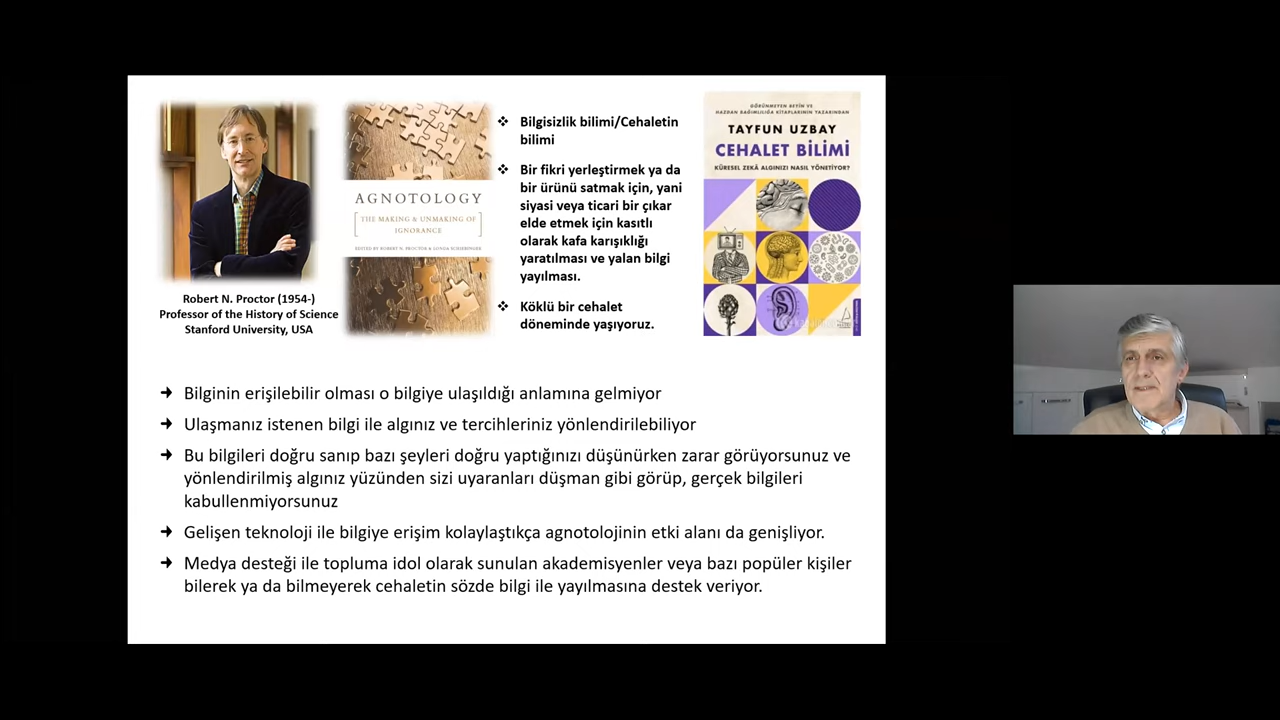 Robert N. Proctor (1954-)
Professor of the History of Science
Stanford University, USA
AGNOTOLOGY
THE MAKING & UNMAKING OF
IGNORANCE
EDITED BY ROBERT N. PROCTOR & LONDA SCHIEBINGER
❖ Bilgisizlik bilimi/Cehaletin
bilimi
❖ Bir fikri yerleştirmek ya da
bir ürünü satmak için, yani
siyasi veya ticari bir çıkar
elde etmek için kasıtlı
olarak kafa karışıklığı
yaratılması ve yalan bilgi
yayılması.
❖ Köklü bir cehalet
döneminde yaşıyoruz.
GÖRÜNMEYEN BEYİN VE
HAZDAN BAĞIMLILIĞA KİTAPLARININ YAZARINDAN
TAYFUN UZBAY
CEHALET BİLİMİ
KÜRESEL ZEKÂ ALGINIZI NASIL YÖNETİYOR?
➔ Bilginin erişilebilir olması o bilgiye ulaşıldığı anlamına gelmiyor
➔ Ulaşmanız istenen bilgi ile algınız ve tercihleriniz yönlendirilebiliyor
➔ Bu bilgileri doğru sanıp bazı şeyleri doğru yaptığınızı düşünürken zarar görüyorsunuz ve
yönlendirilmiş algınız yüzünden sizi uyaranları düşman gibi görüp, gerçek bilgileri
kabullenmiyorsunuz
➔ Gelişen teknoloji ile bilgiye erişim kolaylaştıkça agnotolojinin etki alanı da genişliyor.
➔ Medya desteği ile topluma idol olarak sunulan akademisyenler veya bazı popüler kişiler
bilerek ya da bilmeyerek cehaletin sözde bilgi ile yayılmasına destek veriyor.